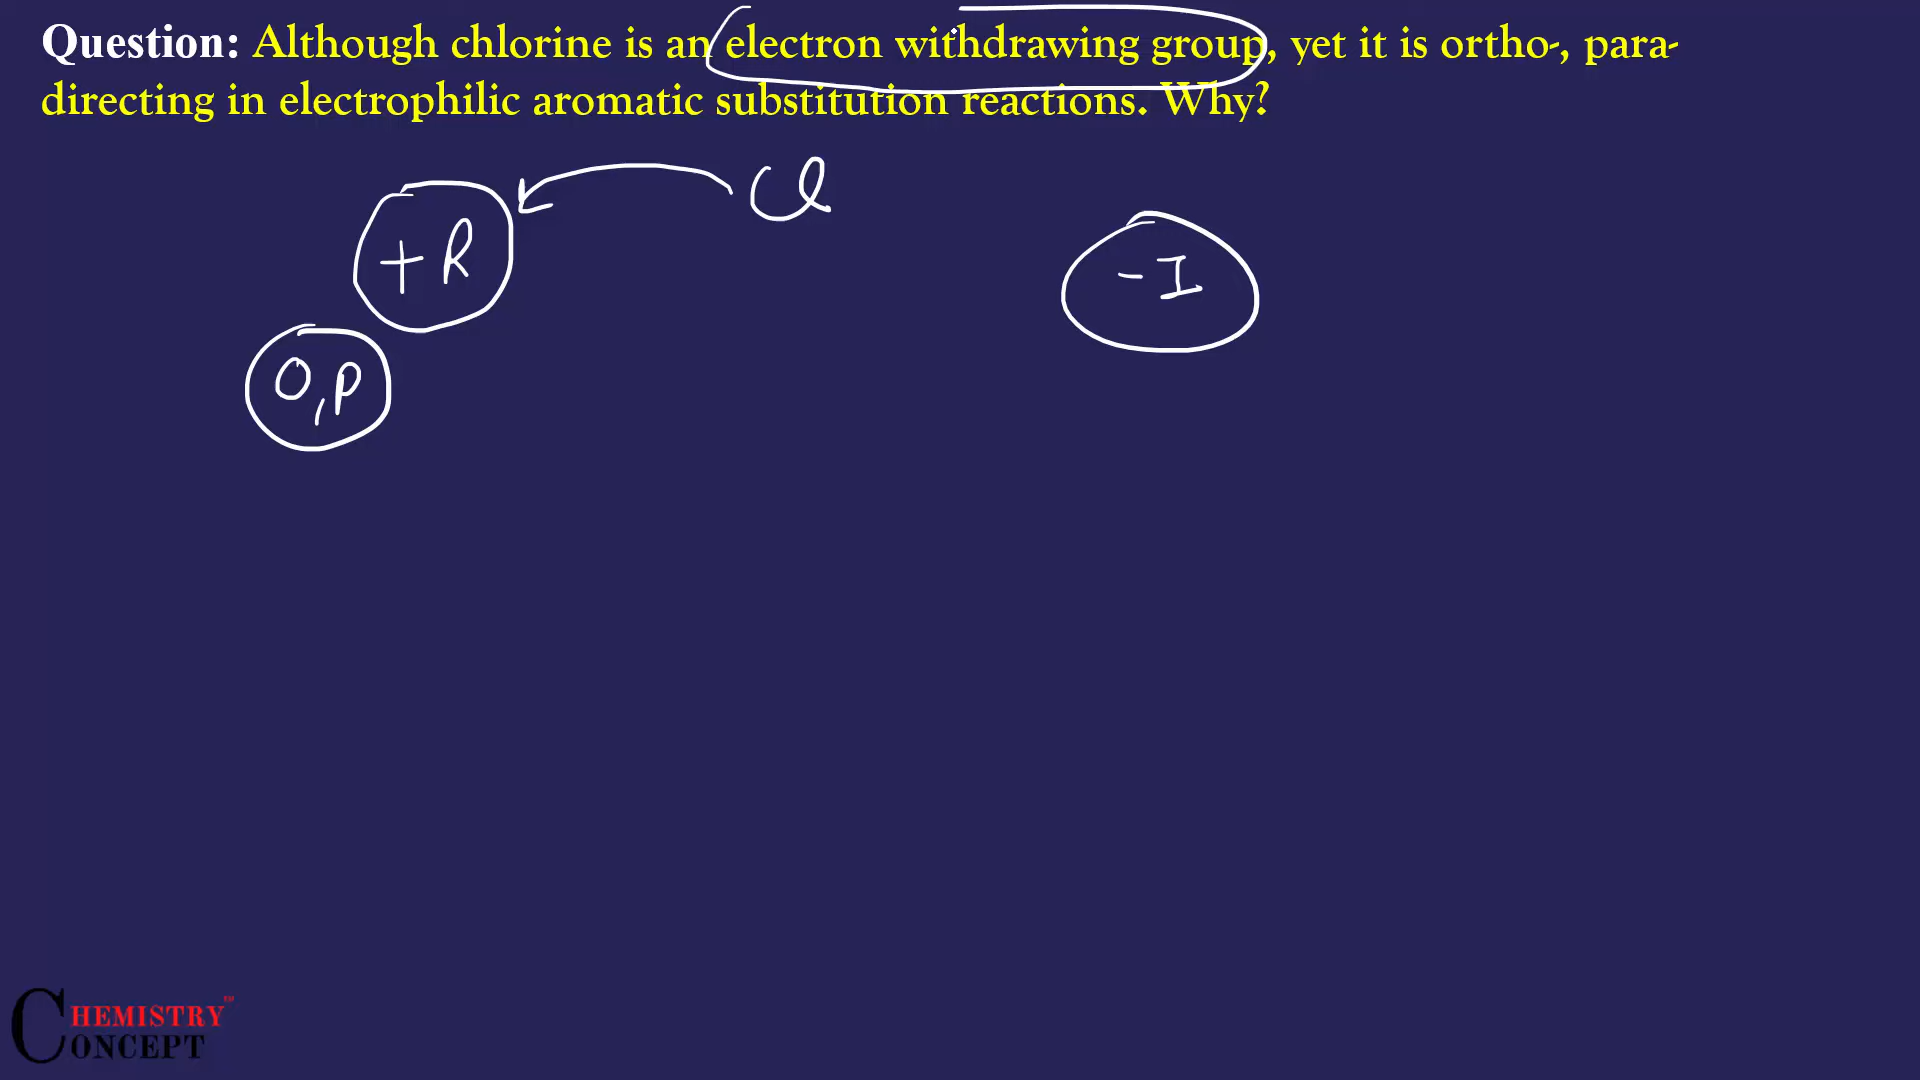 Question: Although chlorine is an electron withdrawing group, yet it is ortho-, para-
directing in electrophilic aromatic substitution reactions. Why?
Cl
+R
-I
O,P
CHEMISTRY™
CONCEPT